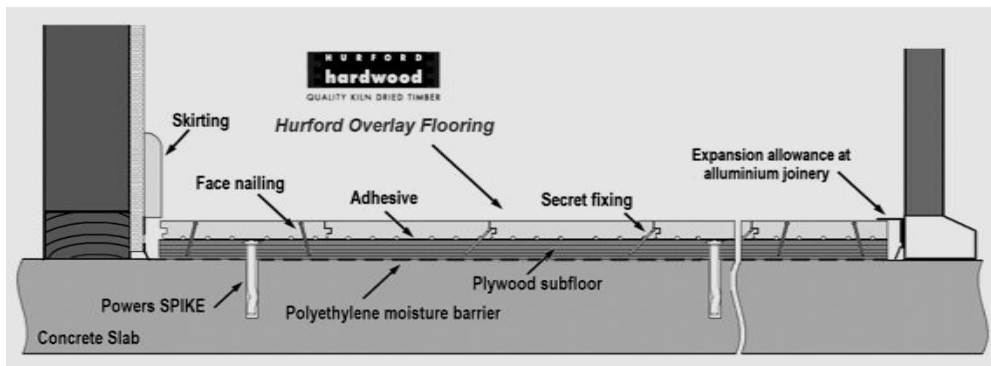 HURFORD
hardwood
QUALITY KILN DRIED TIMBER
Hurford Overlay Flooring
Skirting
Expansion allowance at
alluminium joinery
Face nailing
Adhesive
Secret fixing
Plywood subfloor
Powers SPIKE
Polyethylene moisture barrier
Concrete Slab